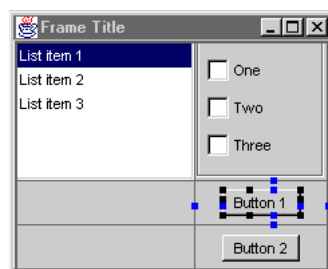 Frame Title
List item 1
List item 2
List item 3
One
Two
Three
Button 1
Button 2